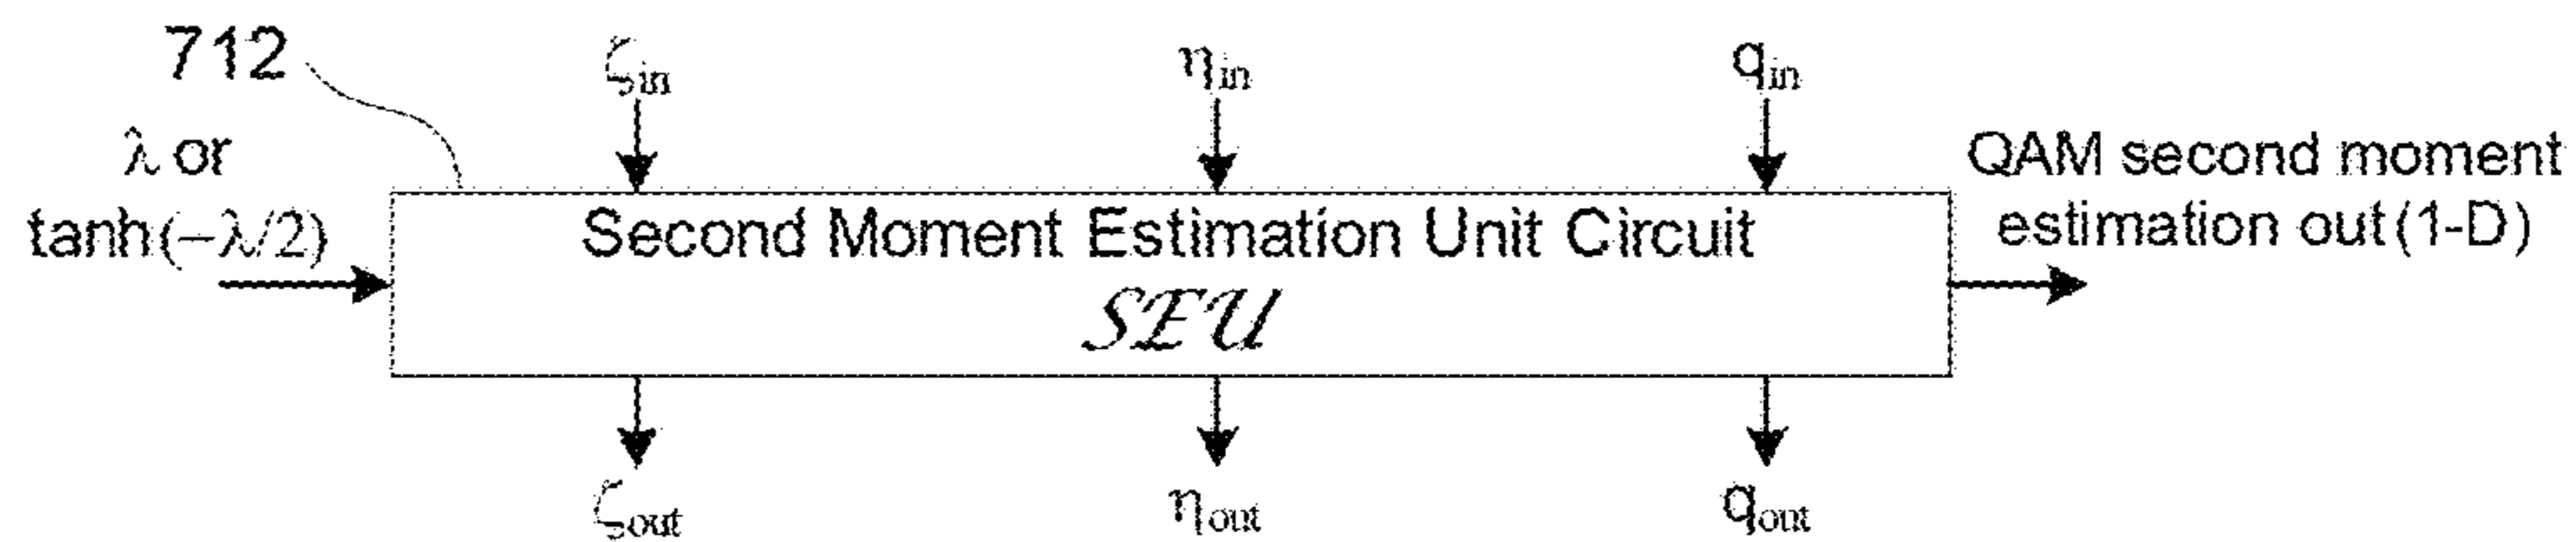 712
ζin ηin qin
λ or
tanh(−λ/2)
Second Moment Estimation Unit Circuit
SEU
QAM second moment
estimation out (1-D)
ζout ηout qout